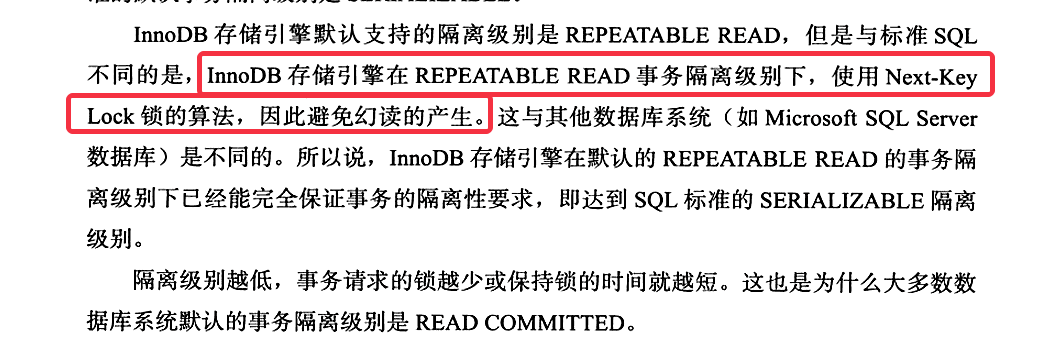 InnoDB 存储引擎默认支持的隔离级别是 REPEATABLE READ，但是与标准 SQL
不同的是，InnoDB 存储引擎在 REPEATABLE READ 事务隔离级别下，使用 Next-Key
Lock 锁的算法，因此避免幻读的产生。这与其他数据库系统（如 Microsoft SQL Server
数据库）是不同的。所以说，InnoDB 存储引擎在默认的 REPEATABLE READ 的事务隔
离级别下已经能完全保证事务的隔离性要求，即达到 SQL 标准的 SERIALIZABLE 隔离
级别。
隔离级别越低，事务请求的锁越少或保持锁的时间就越短。这也是为什么大多数数
据库系统默认的事务隔离级别是 READ COMMITTED。